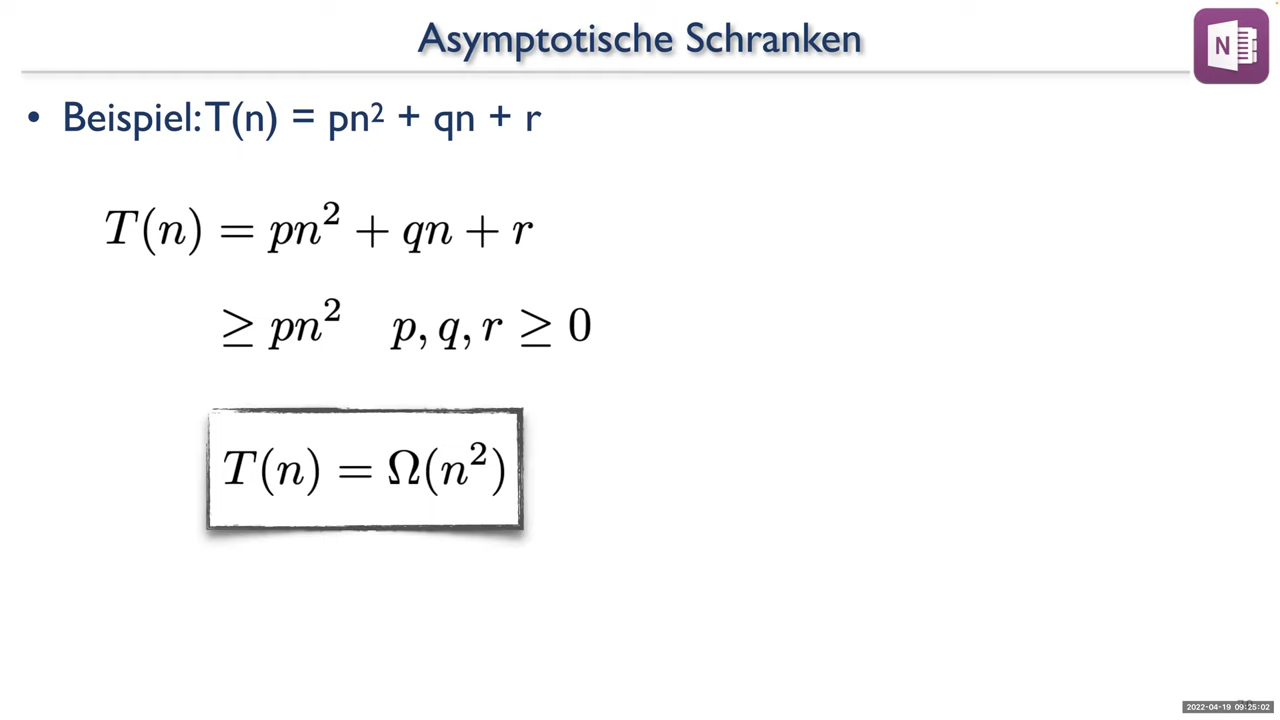 Asymptotische Schranken
N
• Beispiel: T(n) = pn² + qn + r
T(n) = pn² + qn + r
≥ pn² p, q, r ≥ 0
T(n) = Ω(n²)
2022-04-19 09:25:02